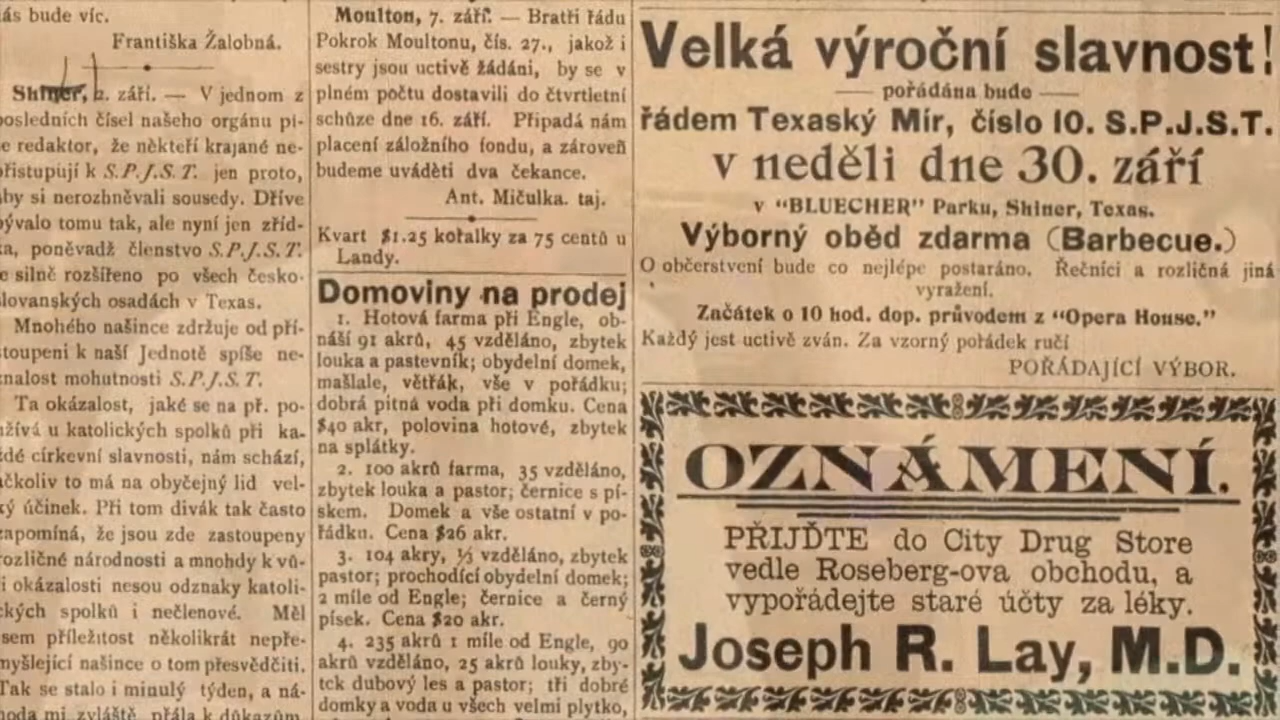 ás bude víc.
Františka Žalobná.
Shiner, 2. září. — V jednom z
posledních čísel našeho orgánu pí-
še redaktor, že někteří krajané ne-
přistupují k S.P.J.S.T. jen proto,
aby si nerozhněvali sousedy. Dříve
bývalo tomu tak, ale nyní jen zříd-
ka, poněvadž členstvo S.P.J.S.T.
je silně rozšířeno po všech česko-
slovanských osadách v Texas.
Mnohého našince zdržuje od pří-
stoupení k naší Jednotě spíše ne-
znalost mohutnosti S.P.J.S.T.
Ta okázalost, jaké se na př. po-
užívá u katolických spolků při ka-
ždé církevní slavnosti, nám schází,
ačkoliv to má na obyčejný lid vel-
ký účinek. Při tom divák tak často
zapomíná, že jsou zde zastoupeny
rozličné národnosti a mnohdy k vů-
li okázalosti nesou odznaky katoli-
ckých spolků i nečlenové. Měl
jsem příležitost několikrát nepře-
myšlející našince o tom přesvědčiti.
Tak se stalo i minulý týden, a ná-
hoda mi zvláště přála k důkazům
Moulton, 7. září. — Bratři řádu
Pokrok Moultonu, čís. 27., jakož i
sestry jsou uctivě žádáni, by se v
plném počtu dostavili do čtvrtletní
schůze dne 16. září. Připadá nám
placení záložního fondu, a zároveň
budeme uváděti dva čekance.
Ant. Mičulka. taj.
Kvart $1.25 kořalky za 75 centů u
Landy.
Domoviny na prodej
1. Hotová farma při Engle, ob-
náší 91 akrů, 45 vzděláno, zbytek
louka a pastevník; obydelní domek,
mašlale, větřák, vše v pořádku;
dobrá pitná voda při domku. Cena
$40 akr, polovina hotové, zbytek
na splátky.
2. 100 akrů farma, 35 vzděláno,
zbytek louka a pastor; černice s pí-
skem. Domek a vše ostatní v po-
řádku. Cena $26 akr.
3. 104 akry, ⅓ vzděláno, zbytek
pastor; prochodící obydelní domek;
2 míle od Engle; černice a černý
písek. Cena $20 akr.
4. 235 akrů 1 míle od Engle, 90
akrů vzděláno, 25 akrů louky, zby-
tek dubový les a pastor; tři dobré
domky a voda u všech velmi plytko,
Velká výroční slavnost!
pořádána bude
řádem Texaský Mír, číslo 10. S.P.J.S.T.
v neděli dne 30. září
v "BLUECHER" Parku, Shiner, Texas.
Výborný oběd zdarma (Barbecue.)
O občerstvení bude co nejlépe postaráno. Řečníci a rozličná jiná
vyražení.
Začátek o 10 hod. dop. průvodem z "Opera House."
Každý jest uctivě zván. Za vzorný pořádek ručí
POŘÁDAJÍCÍ VÝBOR.
OZNÁMENÍ.
PŘIJĎTE do City Drug Store
vedle Roseberg-ova obchodu, a
vypořádejte staré účty za léky.
Joseph R. Lay, M.D.